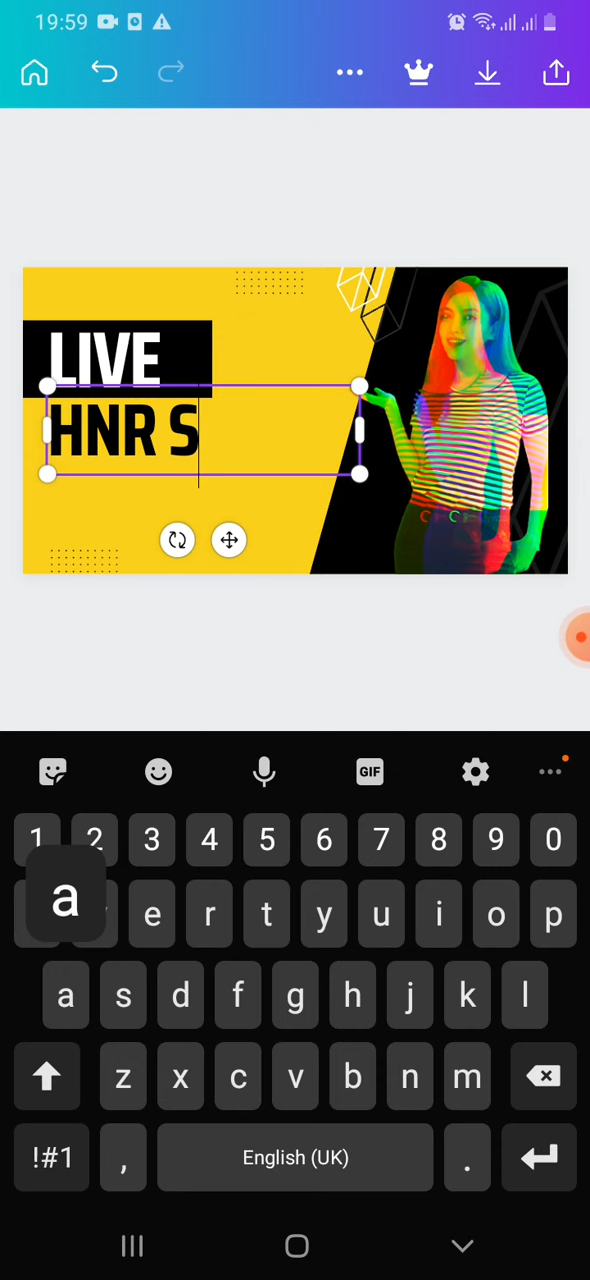 19:59
LIVE
HNR S
GIF
1 2 3 4 5 6 7 8 9 0
a
e r t y u i o p
a s d f g h j k l
z x c v b n m
!#1 , English (UK) .